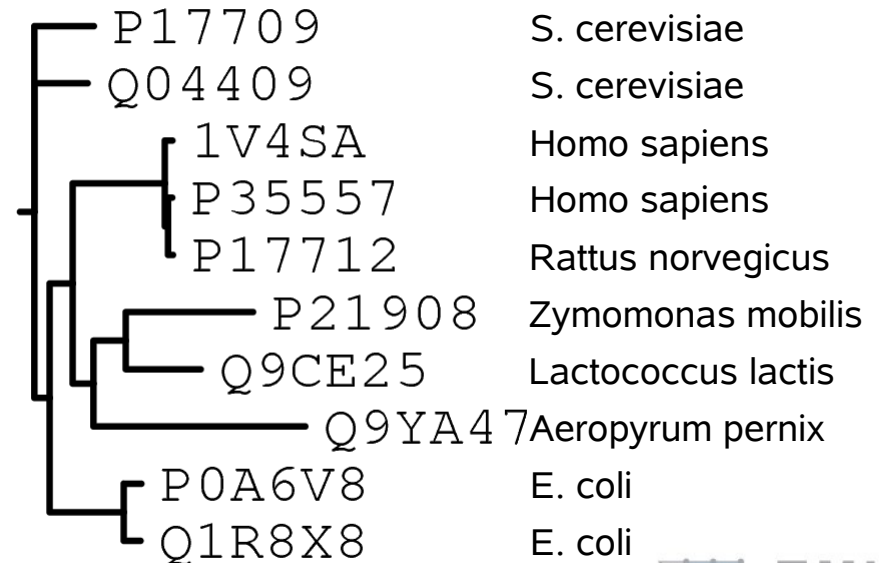 P17709 S. cerevisiae
Q04409 S. cerevisiae
1V4SA Homo sapiens
P35557 Homo sapiens
P17712 Rattus norvegicus
P21908 Zymomonas mobilis
Q9CE25 Lactococcus lactis
Q9YA47 Aeropyrum pernix
P0A6V8 E. coli
Q1R8X8 E. coli